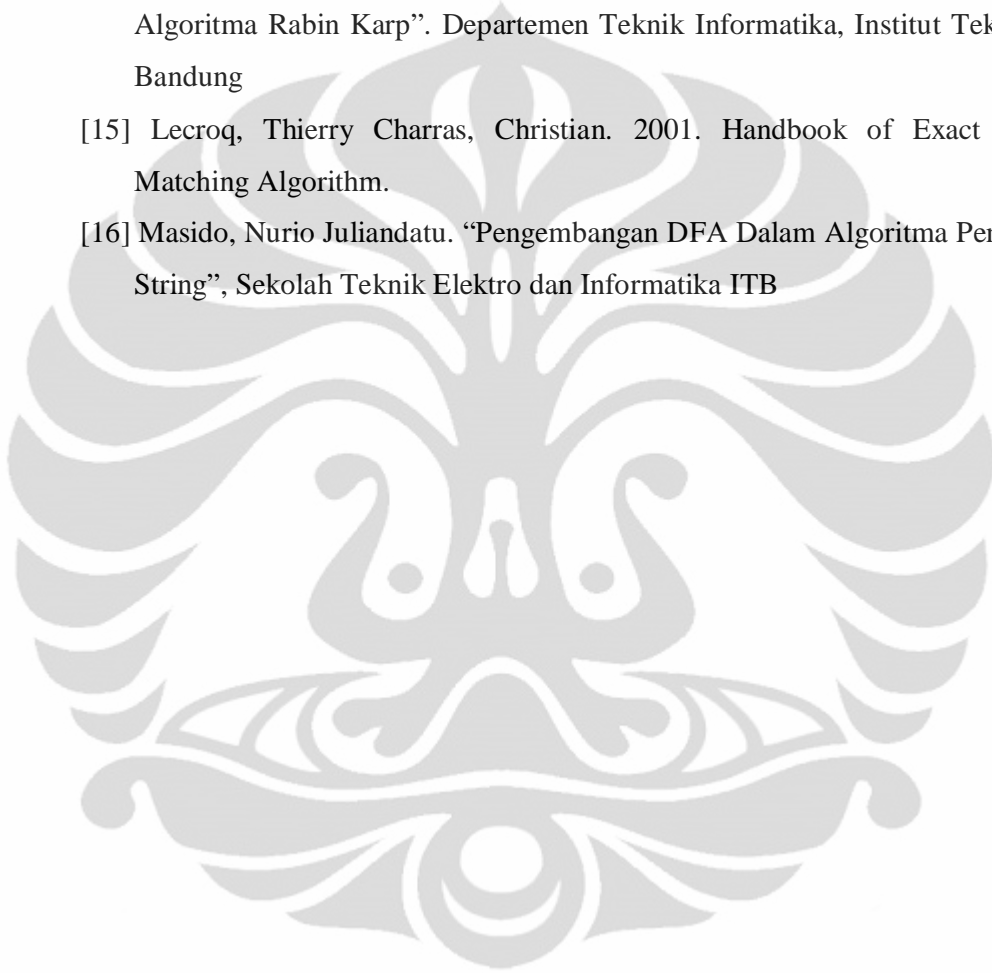 Algoritma Rabin Karp”. Departemen Teknik Informatika, Institut Tek
Bandung
[15] Lecroq, Thierry Charras, Christian. 2001. Handbook of Exact
Matching Algorithm.
[16] Masido, Nurio Juliandatu. “Pengembangan DFA Dalam Algoritma Pen
String”, Sekolah Teknik Elektro dan Informatika ITB